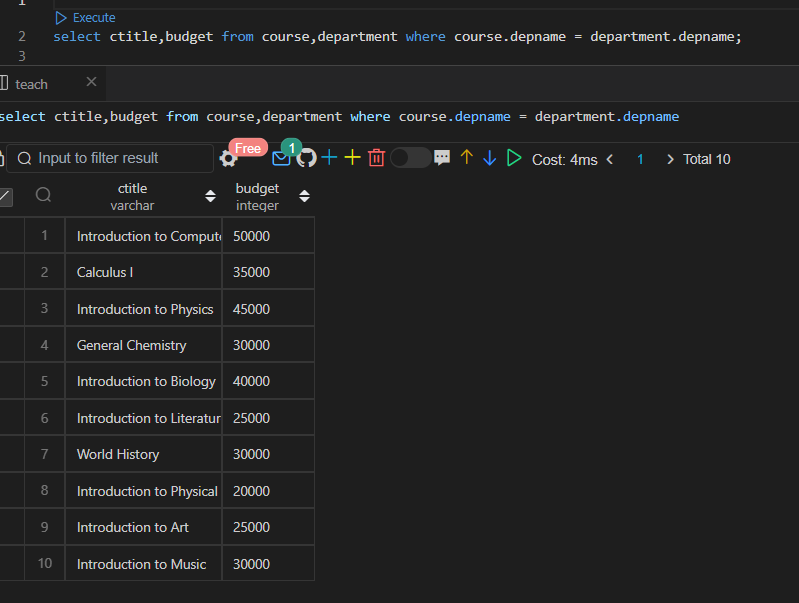 1
Execute
2 select ctitle,budget from course,department where course.depname = department.depname;
3
teach
select ctitle,budget from course,department where course.depname = department.depname
Input to filter result Free 1 Cost: 4ms 1 Total 10
ctitle budget
varchar integer
1 Introduction to Compute 50000
2 Calculus I 35000
3 Introduction to Physics 45000
4 General Chemistry 30000
5 Introduction to Biology 40000
6 Introduction to Literatur 25000
7 World History 30000
8 Introduction to Physical 20000
9 Introduction to Art 25000
10 Introduction to Music 30000